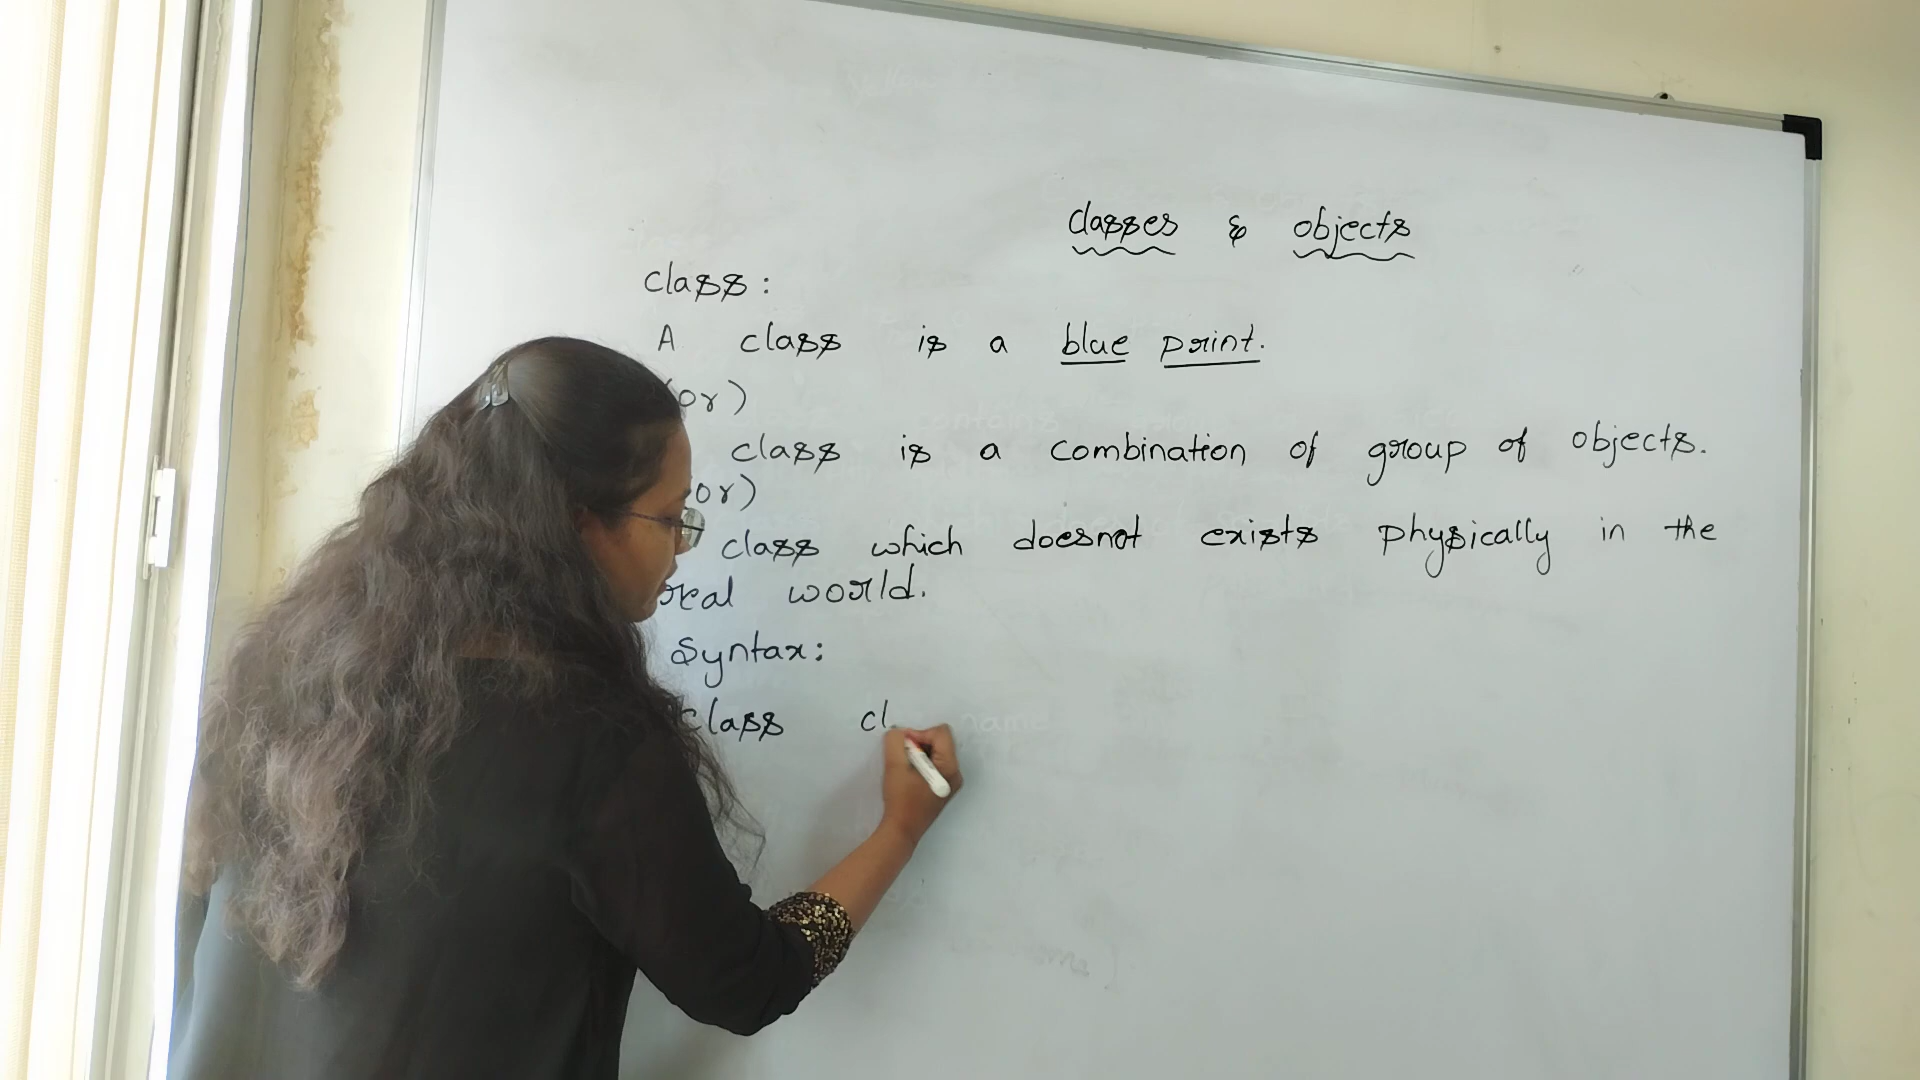 classes & objects
class:
A class is a blue print.
(or)
class is a combination of group of objects.
or)
class which doesnot exists physically in the
real world.
Syntax:
class cl